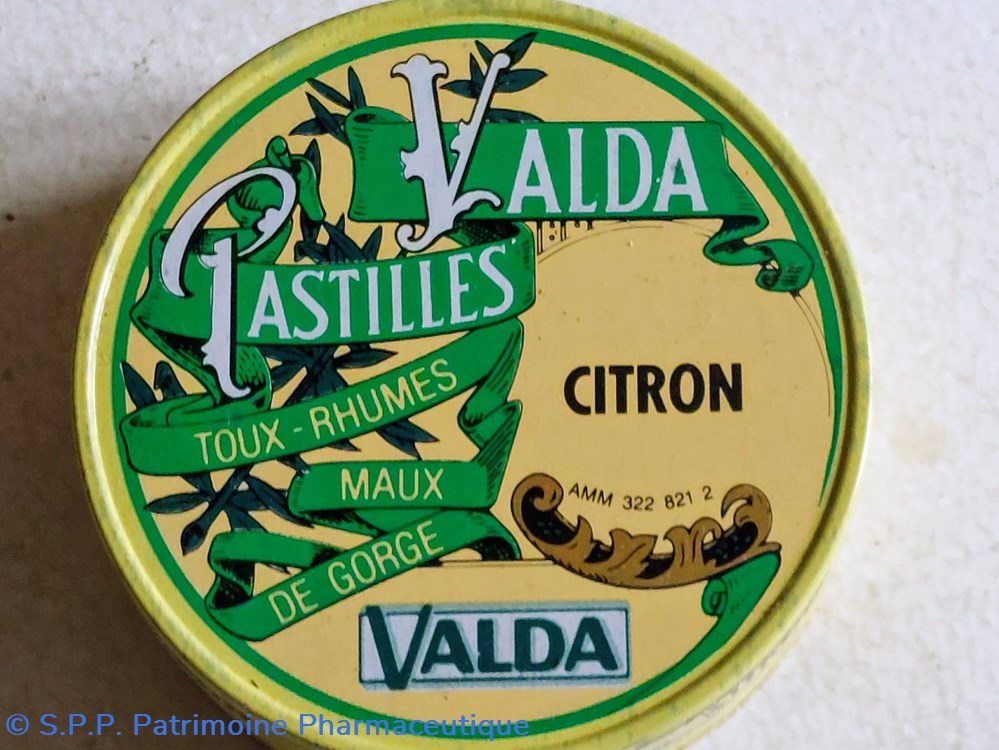 VALDA
PASTILLES
TOUX - RHUMES
MAUX
DE GORGE
CITRON
AMM 322 821 2
VALDA
© S.P.P. Patrimoine Pharmaceutique